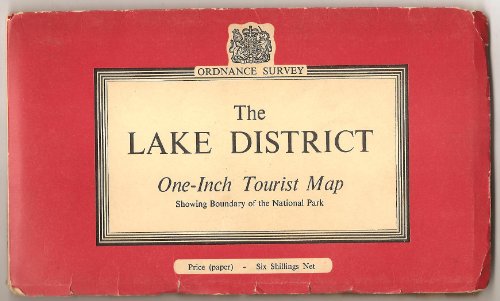 ORDNANCE SURVEY
The
LAKE DISTRICT
One-Inch Tourist Map
Showing Boundary of the National Park
Price (paper) - Six Shillings Net